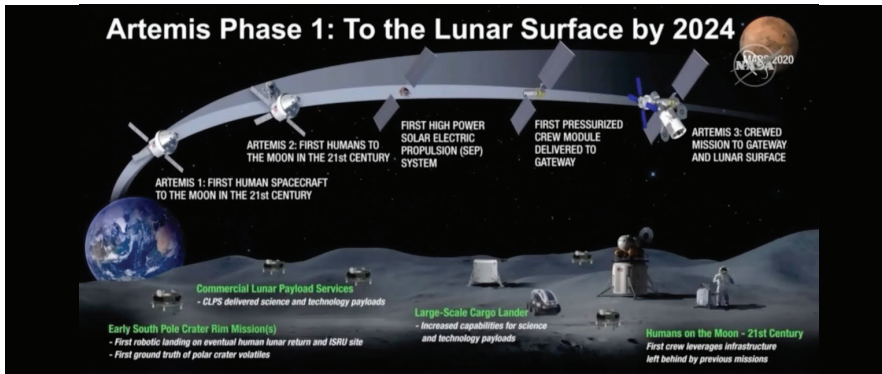 Artemis Phase 1: To the Lunar Surface by 2024
MARS 2020
NASA
ARTEMIS 2: FIRST HUMANS TO
THE MOON IN THE 21st CENTURY
FIRST HIGH POWER
SOLAR ELECTRIC
PROPULSION (SEP)
SYSTEM
FIRST PRESSURIZED
CREW MODULE
DELIVERED TO
GATEWAY
ARTEMIS 3: CREWED
MISSION TO GATEWAY
AND LUNAR SURFACE
ARTEMIS 1: FIRST HUMAN SPACECRAFT
TO THE MOON IN THE 21st CENTURY
Commercial Lunar Payload Services
- CLPS delivered science and technology payloads
Early South Pole Crater Rim Mission(s)
- First robotic landing on eventual human lunar return and ISRU site
- First ground truth of polar crater volatiles
Large-Scale Cargo Lander
- Increased capabilities for science
and technology payloads
Humans on the Moon - 21st Century
First crew leverages infrastructure
left behind by previous missions